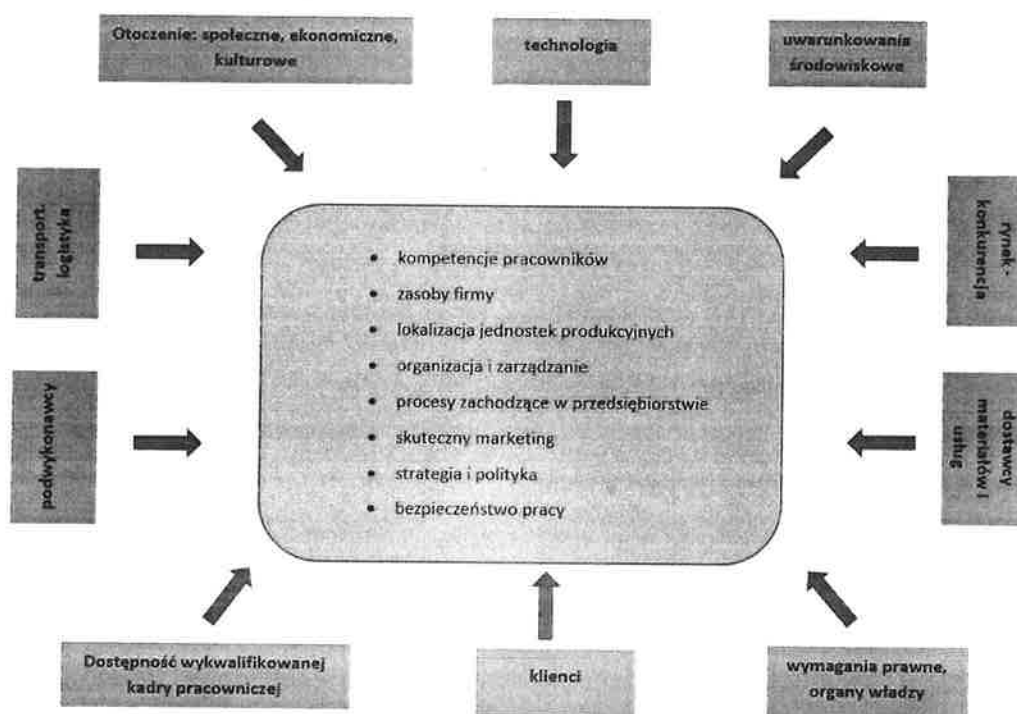 Otoczenie: społeczne, ekonomiczne,
kulturowe
technologia
uwarunkowania
środowiskowe
transport.
logistyka
rynek-
konkurencja
• kompetencje pracowników
• zasoby firmy
• lokalizacja jednostek produkcyjnych
• organizacja i zarządzanie
• procesy zachodzące w przedsiębiorstwie
• skuteczny marketing
• strategia i polityka
• bezpieczeństwo pracy
podwykonawcy
dostawcy
materiałów i
usług
Dostępność wykwalifikowanej
kadry pracowniczej
klienci
wymagania prawne,
organy władzy